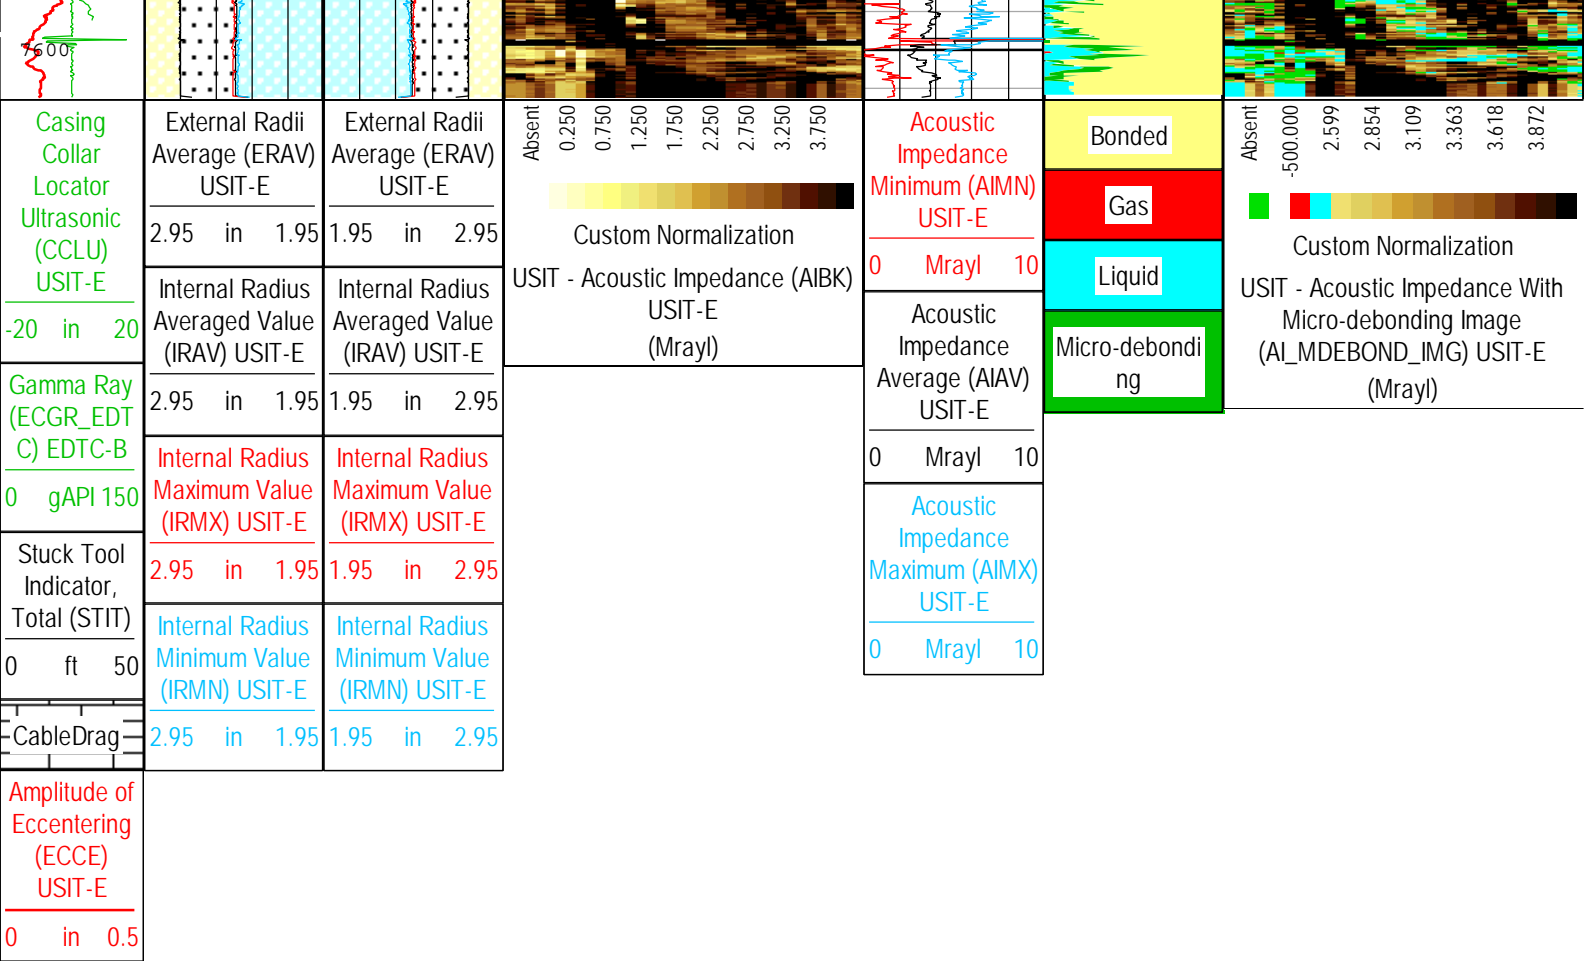 7600
Casing
Collar
Locator
Ultrasonic
(CCLU)
USIT-E
-20 in 20
Gamma Ray
(ECGR_EDT
C) EDTC-B
0 gAPI 150
Stuck Tool
Indicator,
Total (STIT)
0 ft 50
CableDrag
Amplitude of
Eccentering
(ECCE)
USIT-E
0 in 0.5
External Radii
Average (ERAV)
USIT-E
2.95 in 1.95
Internal Radius
Averaged Value
(IRAV) USIT-E
2.95 in 1.95
Internal Radius
Maximum Value
(IRMX) USIT-E
2.95 in 1.95
Internal Radius
Minimum Value
(IRMN) USIT-E
2.95 in 1.95
External Radii
Average (ERAV)
USIT-E
1.95 in 2.95
Internal Radius
Averaged Value
(IRAV) USIT-E
1.95 in 2.95
Internal Radius
Maximum Value
(IRMX) USIT-E
1.95 in 2.95
Internal Radius
Minimum Value
(IRMN) USIT-E
1.95 in 2.95
Absent
0.250
0.750
1.250
1.750
2.250
2.750
3.250
3.750
Custom Normalization
USIT - Acoustic Impedance (AIBK)
USIT-E
(Mrayl)
Acoustic
Impedance
Minimum (AIMN)
USIT-E
0 Mrayl 10
Acoustic
Impedance
Average (AIAV)
USIT-E
0 Mrayl 10
Acoustic
Impedance
Maximum (AIMX)
USIT-E
0 Mrayl 10
Bonded
Gas
Liquid
Micro-debondi
ng
Absent
-500.000
2.599
2.854
3.109
3.363
3.618
3.872
Custom Normalization
USIT - Acoustic Impedance With
Micro-debonding Image
(AI_MDEBOND_IMG) USIT-E
(Mrayl)